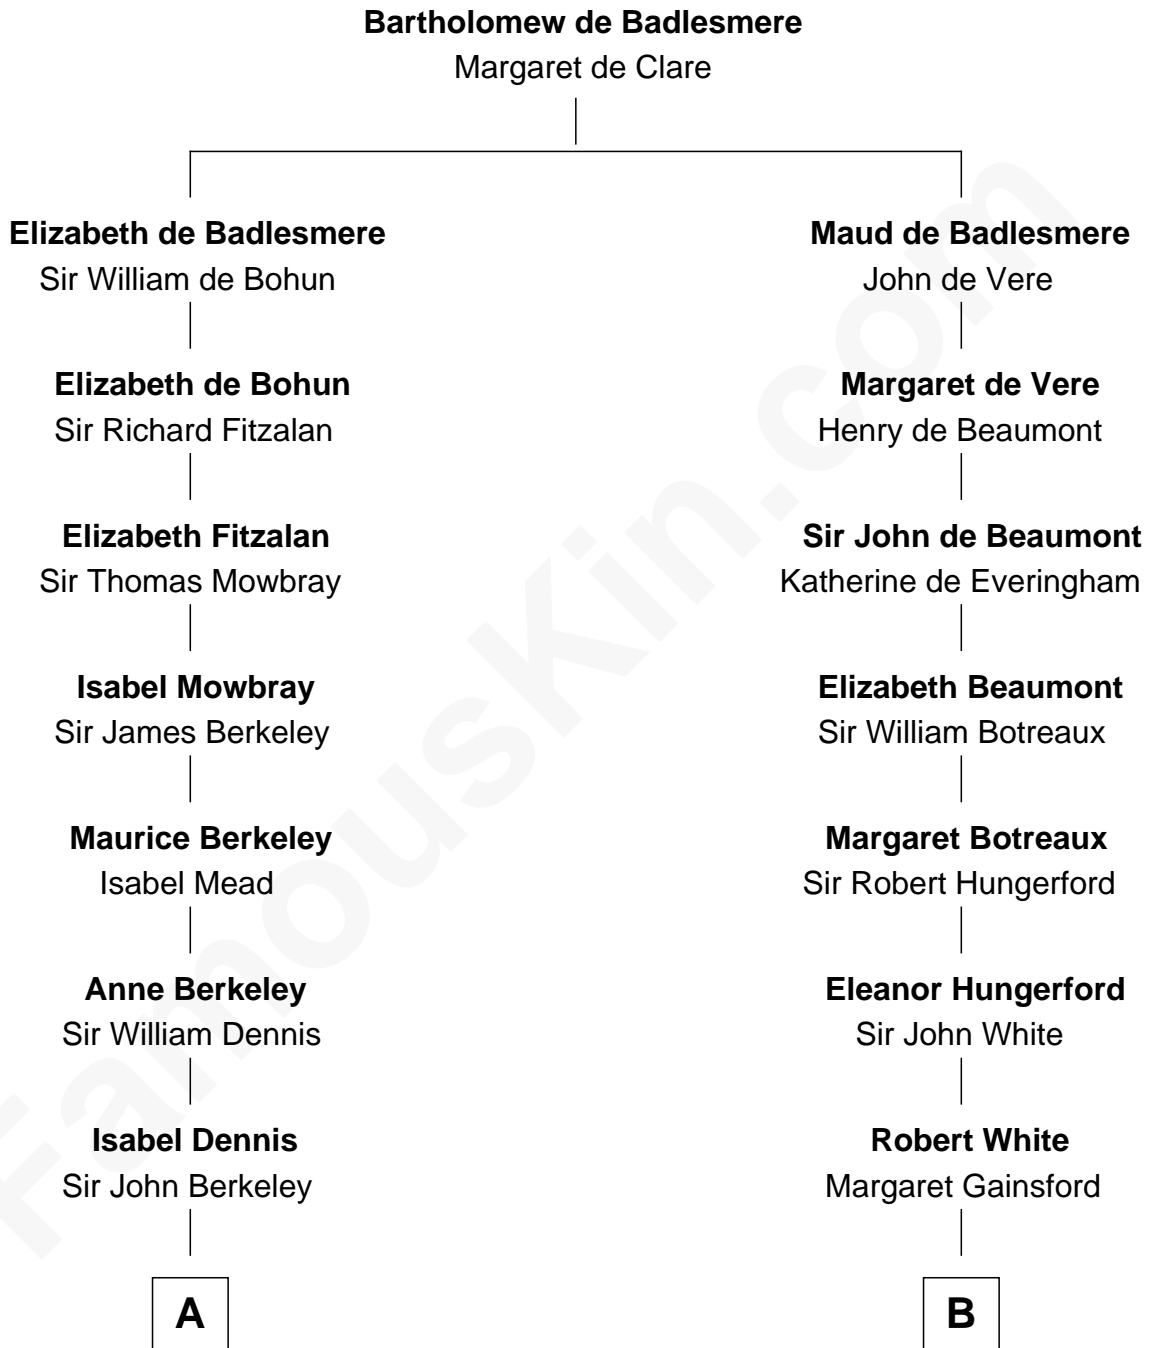 Bartholomew de Badlesmere
Margaret de Clare
Elizabeth de Badlesmere
Sir William de Bohun
Maud de Badlesmere
John de Vere
Elizabeth de Bohun
Sir Richard Fitzalan
Margaret de Vere
Henry de Beaumont
Elizabeth Fitzalan
Sir Thomas Mowbray
Sir John de Beaumont
Katherine de Everingham
Isabel Mowbray
Sir James Berkeley
Elizabeth Beaumont
Sir William Botreaux
Maurice Berkeley
Isabel Mead
Margaret Botreaux
Sir Robert Hungerford
Anne Berkeley
Sir William Dennis
Eleanor Hungerford
Sir John White
Isabel Dennis
Sir John Berkeley
Robert White
Margaret Gainsford
A
B
FamousKin.com